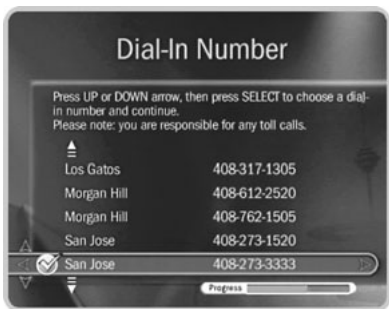 Dial-In Number
Press UP or DOWN arrow, then press SELECT to choose a dial-
in number and continue.
Please note: you are responsible for any toll calls.
Los Gatos 408-317-1305
Morgan Hill 408-612-2520
Morgan Hill 408-762-1505
San Jose 408-273-1520
San Jose 408-273-3333
Progress